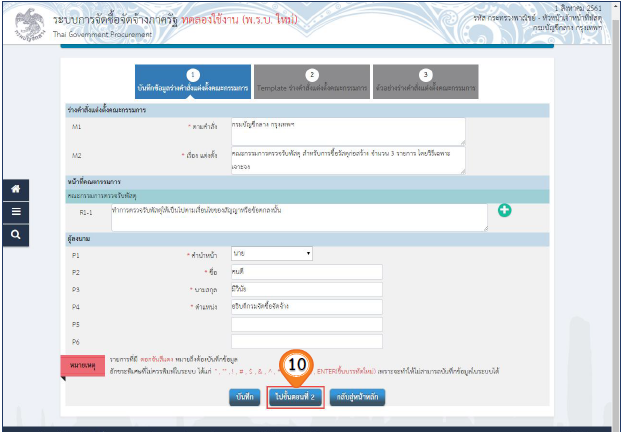 ระบบการจัดซื้อจัดจ้างภาครัฐ ทดลองใช้งาน (พ.ร.บ. ใหม่)
Thai Government Procurement
1 สิงหาคม 2561
รหัส กระทรวงพาณิชย์ - หัวหน้าเจ้าหน้าที่พัสดุ
กรมบัญชีกลาง กรุงเทพฯ
1
บันทึกข้อมูลร่างคำสั่งแต่งตั้งคณะกรรมการ
2
Template ร่างคำสั่งแต่งตั้งคณะกรรมการ
3
ตัวอย่างร่างคำสั่งแต่งตั้งคณะกรรมการ
ร่างคำสั่งแต่งตั้งคณะกรรมการ
M1 * ตามคำสั่ง กรมบัญชีกลาง กรุงเทพฯ
M2 * เรื่อง แต่งตั้ง คณะกรรมการตรวจรับพัสดุ สำหรับการซื้อวัสดุก่อสร้าง จำนวน 3 รายการ โดยวิธีเฉพาะ
เจาะจง
หน้าที่คณะกรรมการ
คณะกรรมการตรวจรับพัสดุ
R1-1 ทำการตรวจรับพัสดุให้เป็นไปตามเงื่อนไขของสัญญาหรือข้อตกลงนั้น
ผู้ลงนาม
P1 * คำนำหน้า นาย
P2 * ชื่อ คนดี
P3 * นามสกุล มีวินัย
P4 * ตำแหน่ง อธิบดีกรมจัดซื้อจัดจ้าง
P5
P6
หมายเหตุ
รายการที่มี ดอกจันสีแดง หมายถึงต้องบันทึกข้อมูล
อักขระพิเศษที่ไม่ควรพิมพ์ในระบบ ได้แก่ ' , " , ! , # , $ , & , ^ , ENTER(ขึ้นบรรทัดใหม่) เพราะจะทำให้ไม่สามารถบันทึกข้อมูลในระบบได้
10
บันทึก
ไปขั้นตอนที่ 2
กลับสู่หน้าหลัก